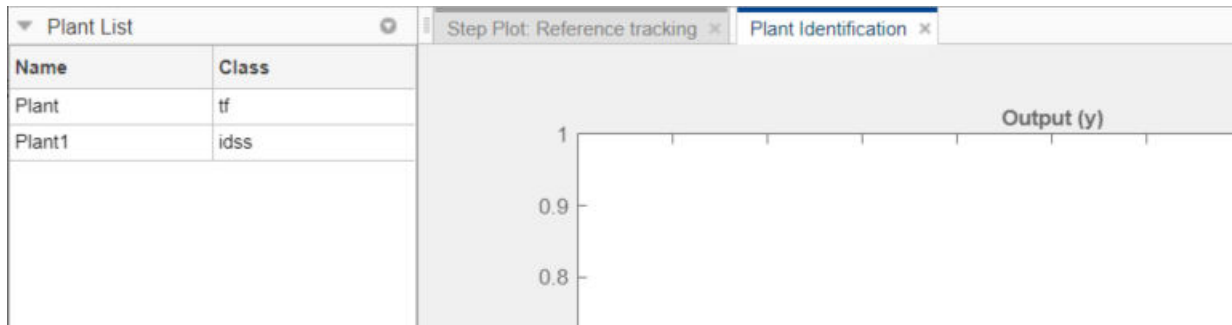 Plant List
Name Class
Plant tf
Plant1 idss
Step Plot: Reference tracking × Plant Identification ×
Output (y)
1
0.9
0.8